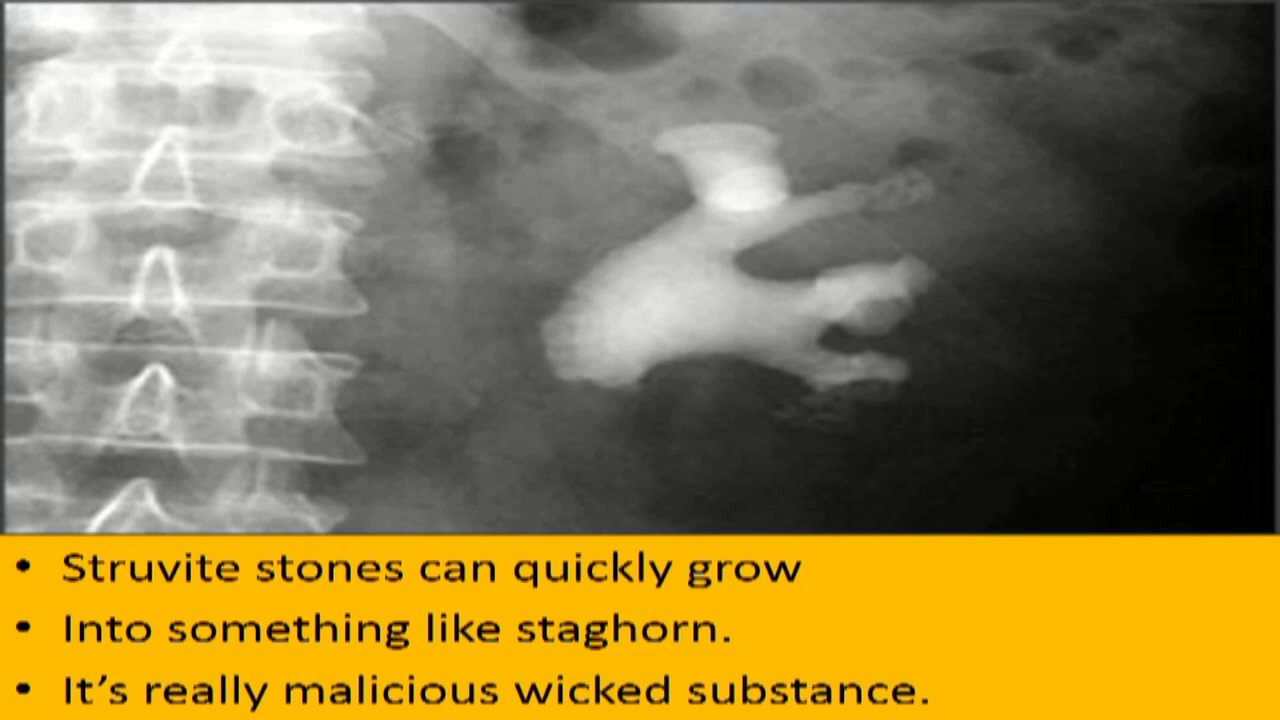 • Struvite stones can quickly grow
• Into something like staghorn.
• It’s really malicious wicked substance.